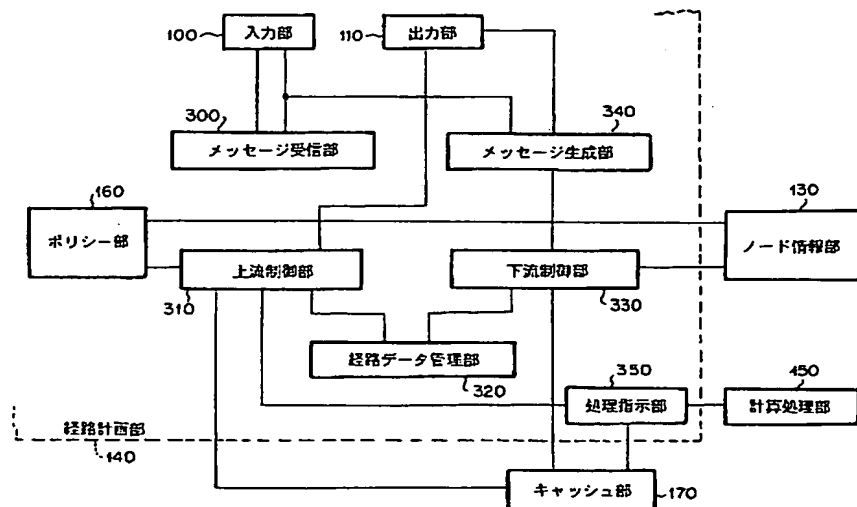 100 入力部
110 出力部
300
メッセージ受信部
340
メッセージ生成部
160
ポリシー部
130
ノード情報部
上流制御部
310
下流制御部
330
経路データ管理部
320
350
処理指示部
150
計算処理部
経路計画部
140
キャッシュ部
170